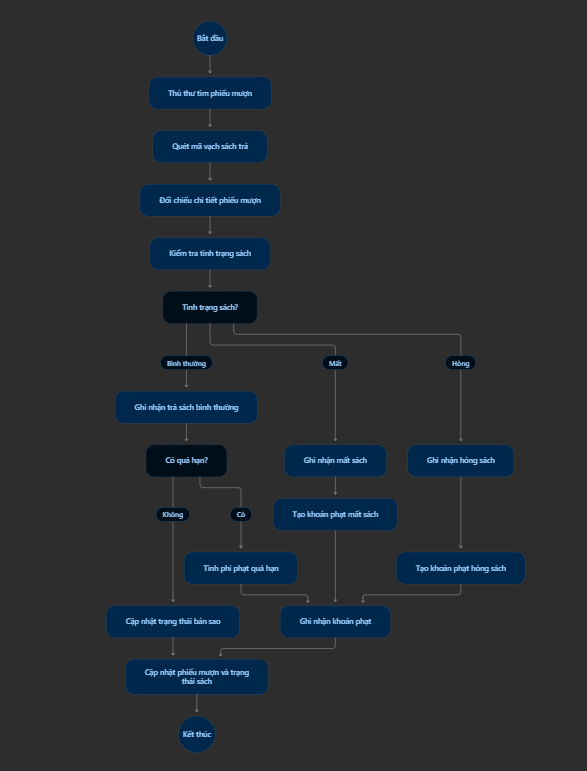 Bắt đầu
Thủ thư tìm phiếu mượn
Quét mã vạch sách trả
Đối chiếu chi tiết phiếu mượn
Kiểm tra tình trạng sách
Tình trạng sách?
Bình thường
Mất
Hỏng
Ghi nhận trả sách bình thường
Có quá hạn?
Ghi nhận mất sách
Ghi nhận hỏng sách
Không
Có
Tạo khoản phạt mất sách
Tính phí phạt quá hạn
Tạo khoản phạt hỏng sách
Cập nhật trạng thái bản sao
Ghi nhận khoản phạt
Cập nhật phiếu mượn và trạng
thái sách
Kết thúc